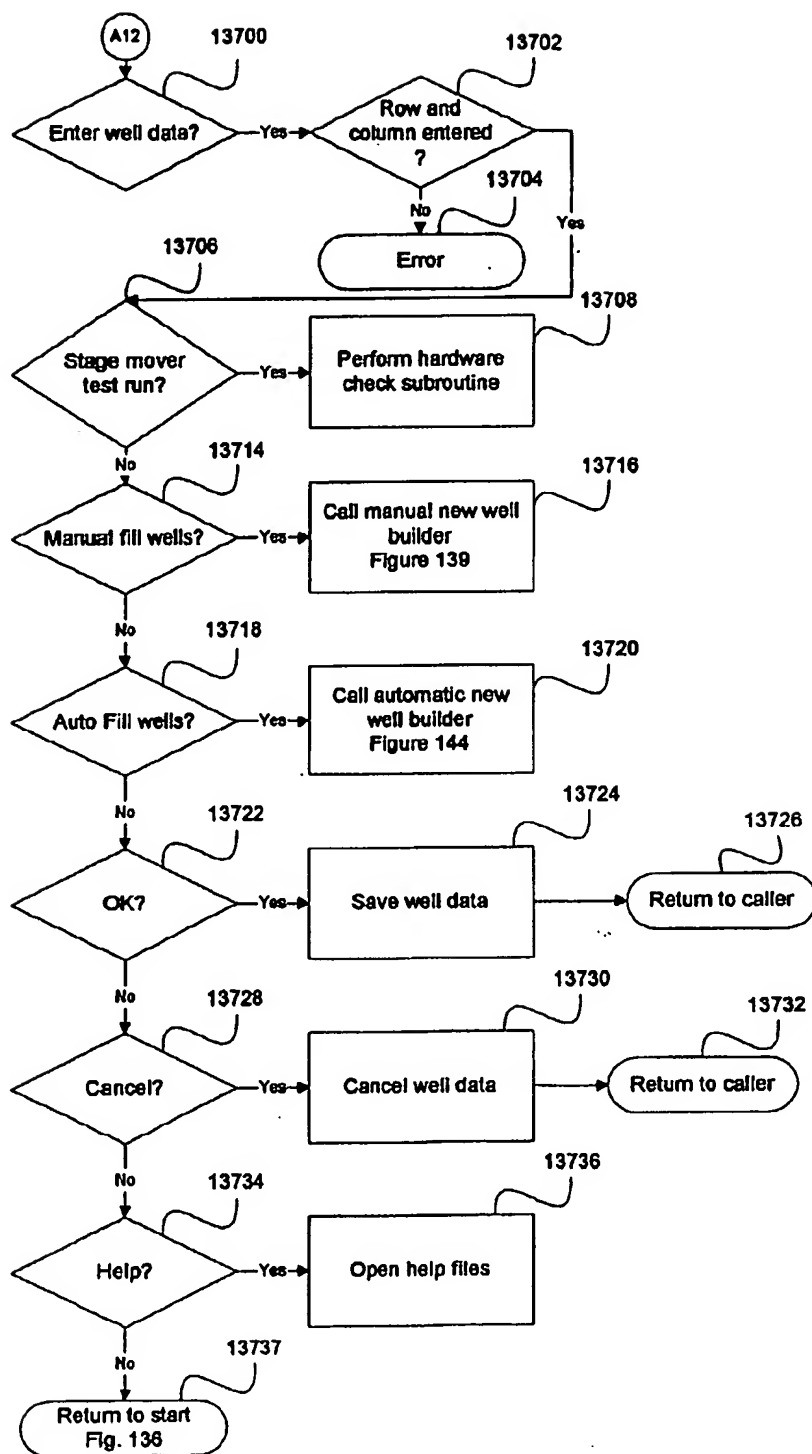 A12
13700
13702
Enter well data?
Yes
Row and
column entered
?
No
13704
Yes
Error
13706
13708
Stage mover
test run?
Yes
Perform hardware
check subroutine
No
13714
13716
Manual fill wells?
Yes
Call manual new well
builder
Figure 139
No
13718
13720
Auto Fill wells?
Yes
Call automatic new
well builder
Figure 144
No
13722
13724
13726
OK?
Yes
Save well data
Return to caller
No
13728
13730
13732
Cancel?
Yes
Cancel well data
Return to caller
No
13734
13736
Help?
Yes
Open help files
No
13737
Return to start
Fig. 136